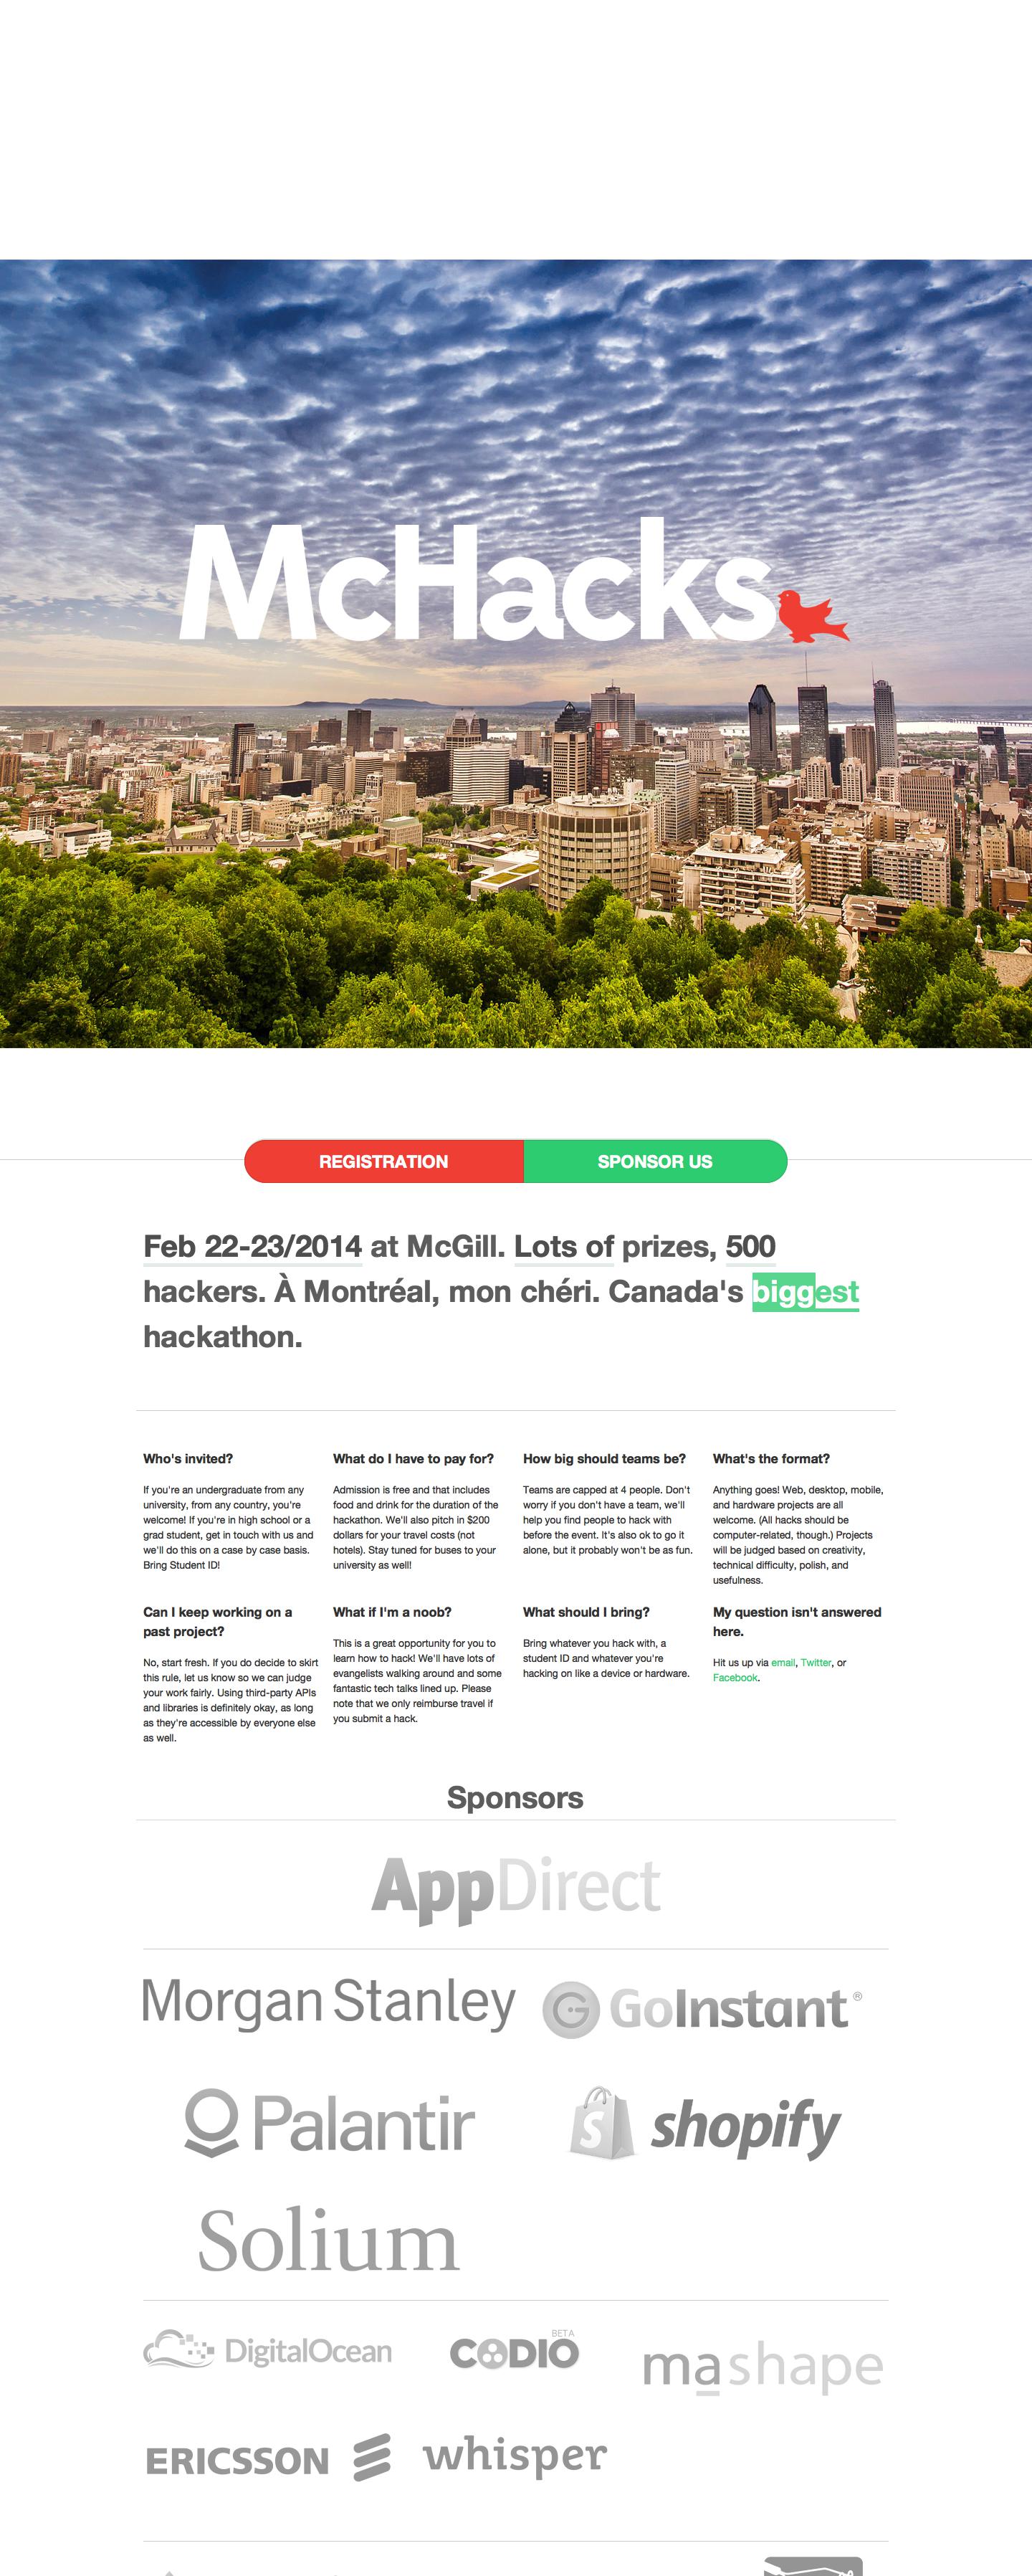 McHacks
REGISTRATION
SPONSOR US
Feb 22-23/2014 at McGill. Lots of prizes, 500
hackers. À Montréal, mon chéri. Canada's biggest
hackathon.
Who's invited?
If you're an undergraduate from any
university, from any country, you're
welcome! If you're in high school or a
grad student, get in touch with us and
we'll do this on a case by case basis.
Bring Student ID!
What do I have to pay for?
Admission is free and that includes
food and drink for the duration of the
hackathon. We'll also pitch in $200
dollars for your travel costs (not
hotels). Stay tuned for buses to your
university as well!
How big should teams be?
Teams are capped at 4 people. Don't
worry if you don't have a team, we'll
help you find people to hack with
before the event. It's also ok to go it
alone, but it probably won't be as fun.
What's the format?
Anything goes! Web, desktop, mobile,
and hardware projects are all
welcome. (All hacks should be
computer-related, though.) Projects
will be judged based on creativity,
technical difficulty, polish, and
usefulness.
Can I keep working on a
past project?
No, start fresh. If you do decide to skirt
this rule, let us know so we can judge
your work fairly. Using third-party APIs
and libraries is definitely okay, as long
as they're accessible by everyone else
as well.
What if I'm a noob?
This is a great opportunity for you to
learn how to hack! We'll have lots of
evangelists walking around and some
fantastic tech talks lined up. Please
note that we only reimburse travel if
you submit a hack.
What should I bring?
Bring whatever you hack with, a
student ID and whatever you're
hacking on like a device or hardware.
My question isn't answered
here.
Hit us up via email, Twitter, or
Facebook.
Sponsors
AppDirect
Morgan Stanley
GoInstant®
Palantir
shopify
Solium
DigitalOcean
CODIO BETA
mashape
ERICSSON
whisper